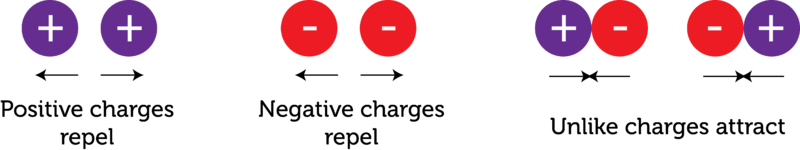 + + - - + - - +
Positive charges
repel
Negative charges
repel
Unlike charges attract